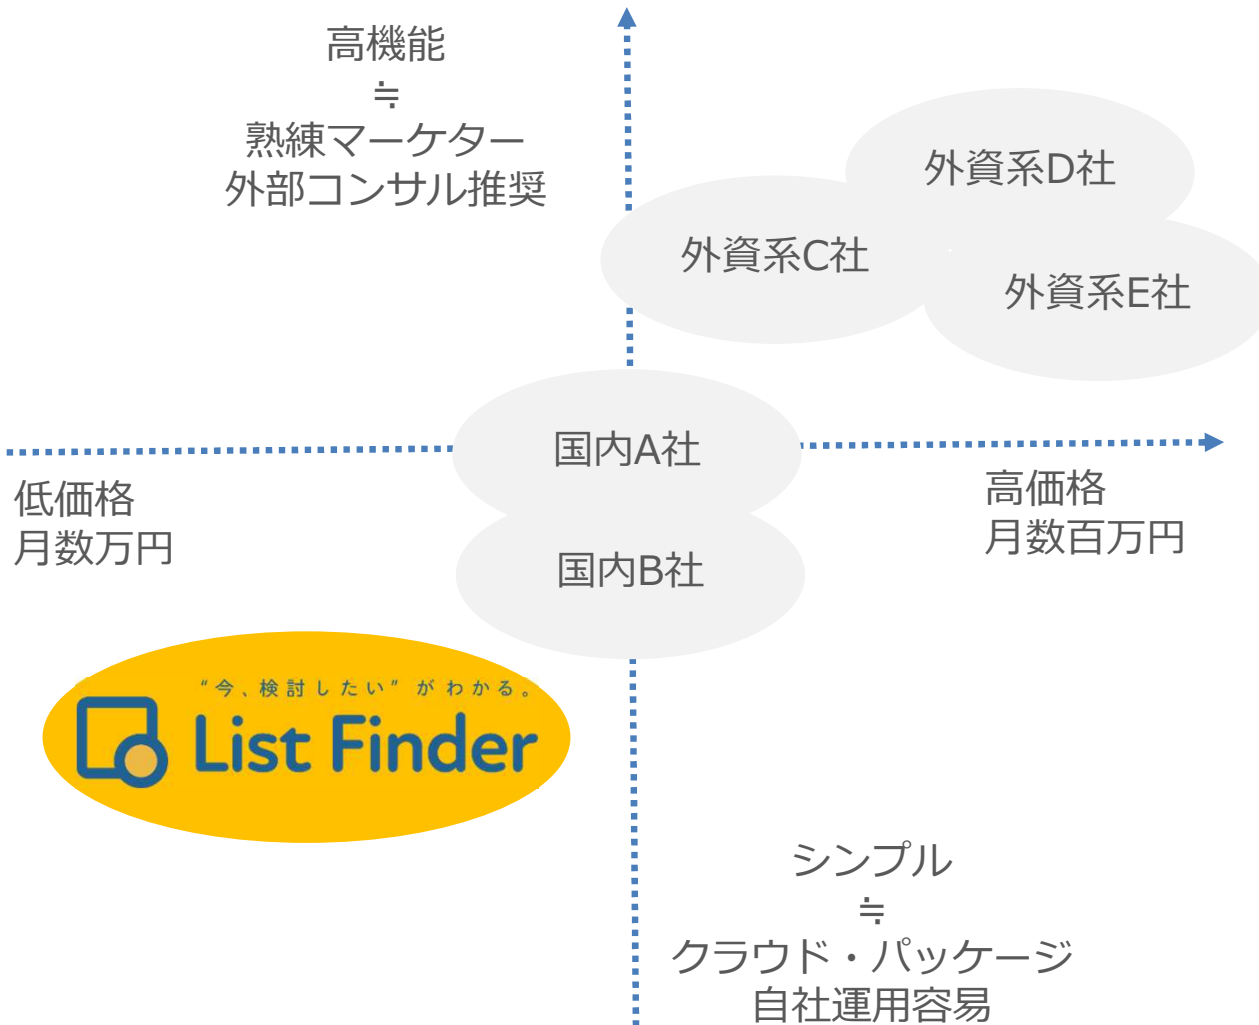 高機能
≒
熟練マーケター
外部コンサル推奨
外資系D社
外資系C社
外資系E社
国内A社
低価格
月数万円
高価格
月数百万円
国内B社
“今、検討したい”がわかる。
List Finder
シンプル
≒
クラウド・パッケージ
自社運用容易